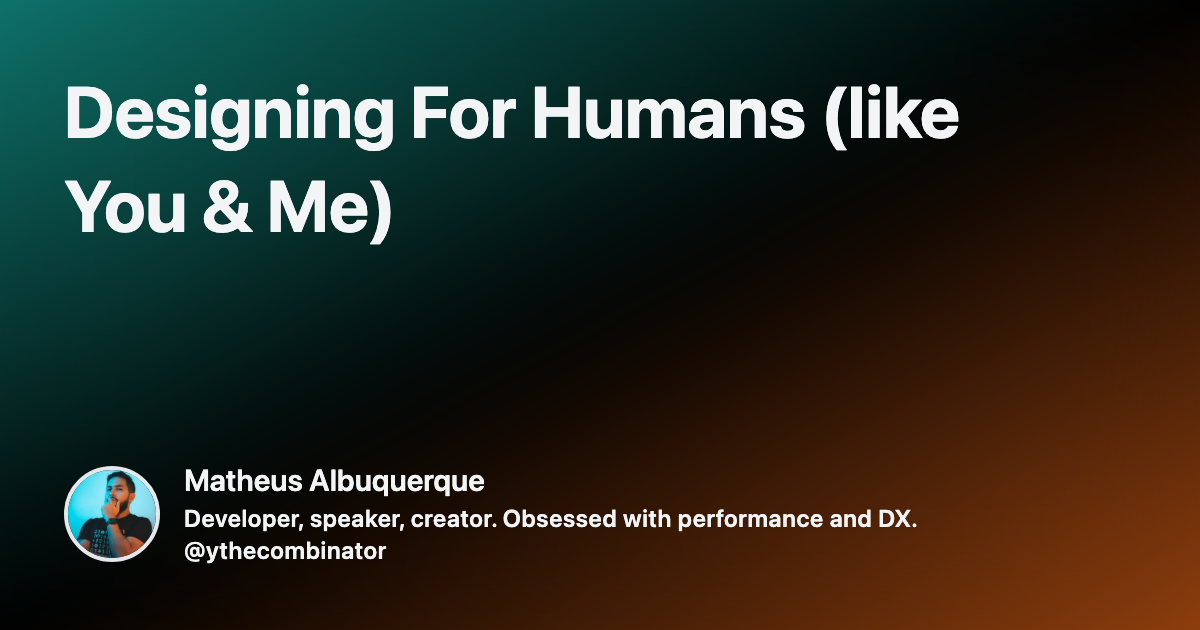 Designing For Humans (like
You & Me)
Matheus Albuquerque
Developer, speaker, creator. Obsessed with performance and DX.
@ythecombinator